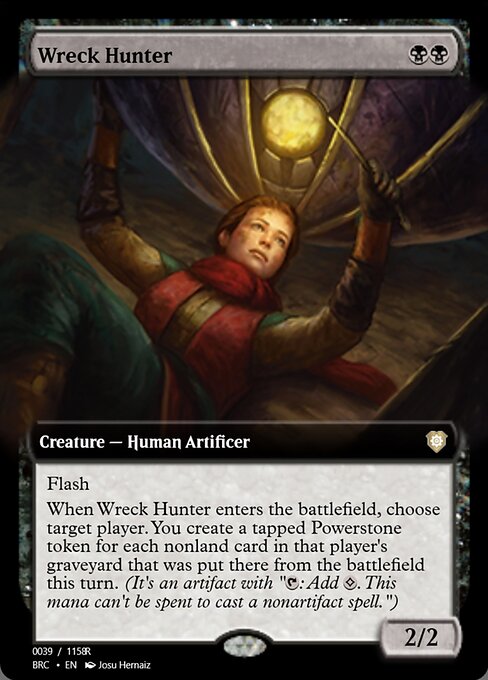 Wreck Hunter
Creature — Human Artificer
Flash
When Wreck Hunter enters the battlefield, choose
target player. You create a tapped Powerstone
token for each nonland card in that player's
graveyard that was put there from the battlefield
this turn. (It's an artifact with "T: Add C. This
mana can't be spent to cast a nonartifact spell.")
2/2
0039 / 1158R
BRC • EN Josu Hernaiz